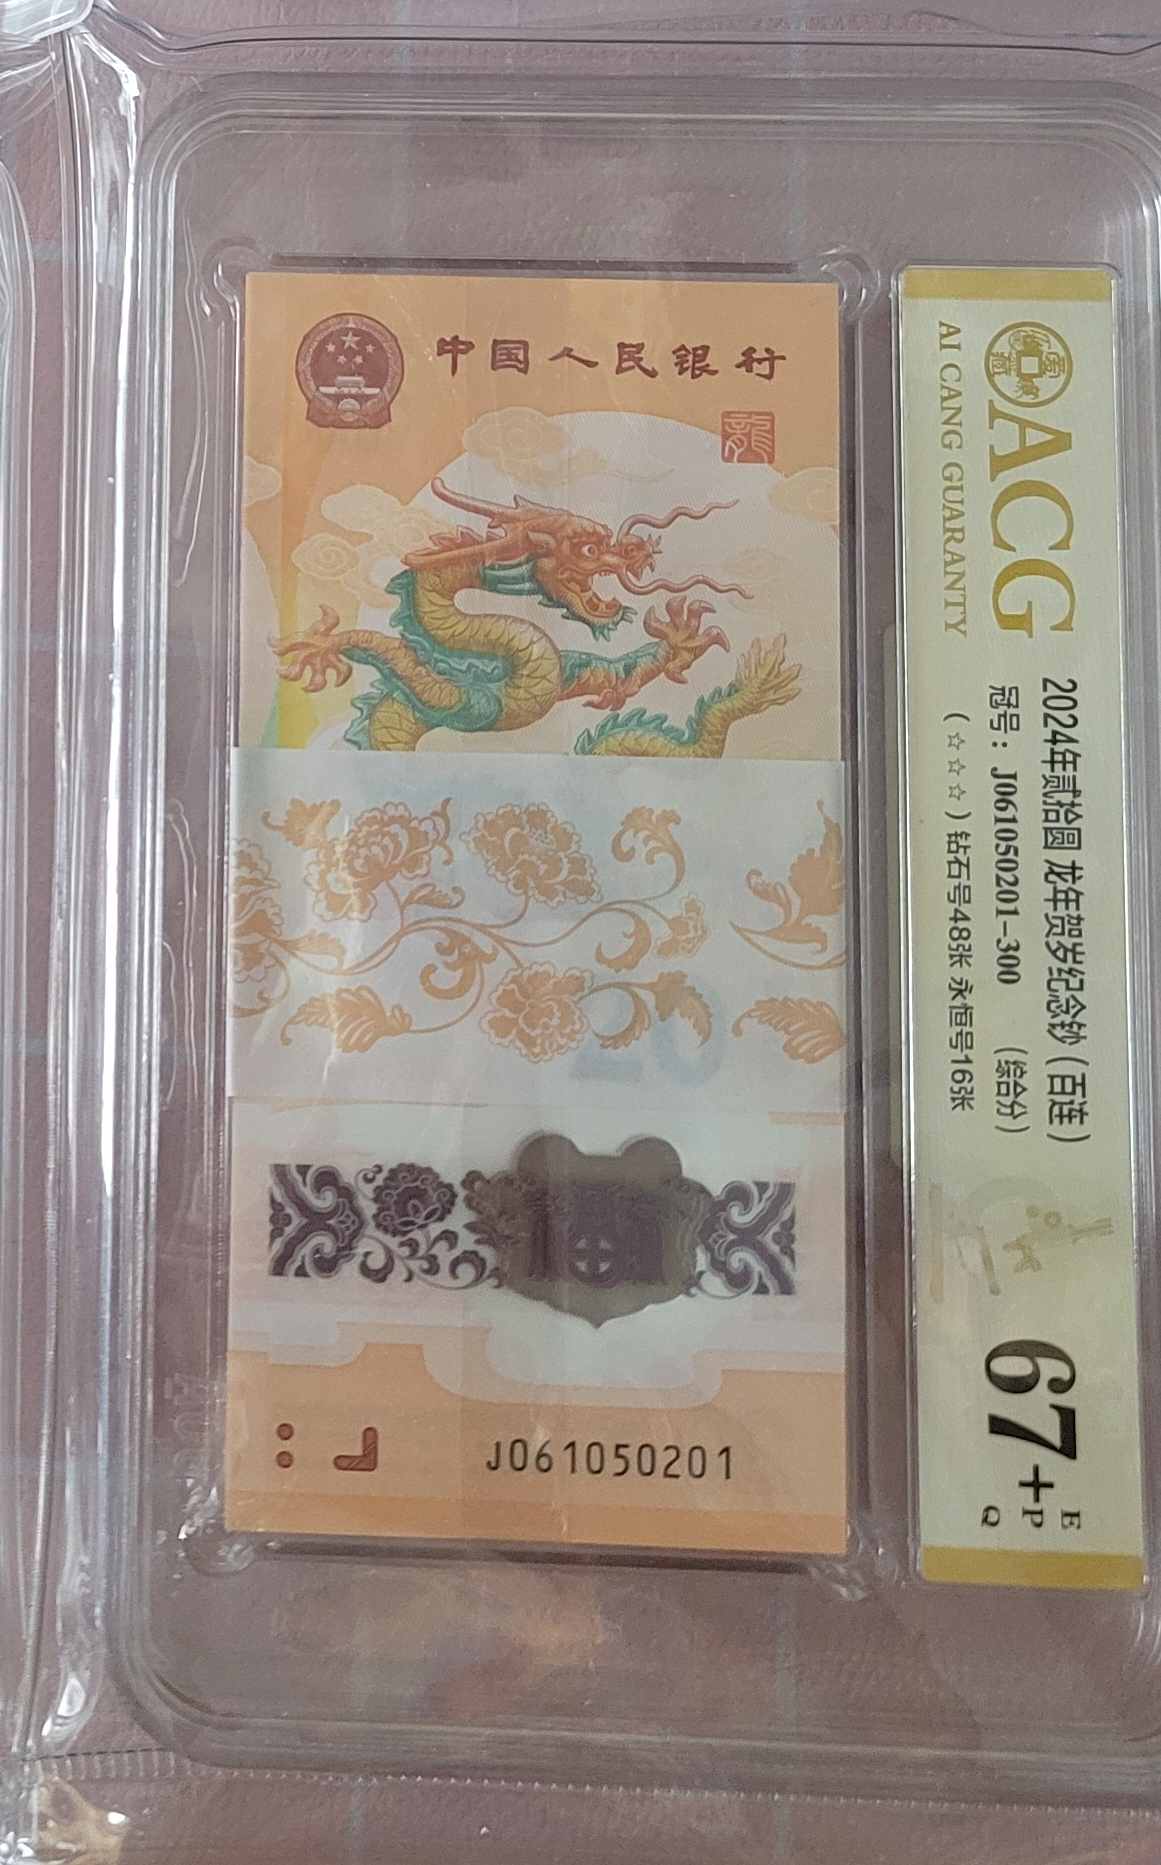 中国人民银行
龍
20
J061050201
ACG
AI CANG GUARANTY
2024年贰拾圆 龙年贺岁纪念钞（百连）
冠号：J061050201-300 （综合分）
（☆☆☆）钻石号48张 永恒号16张
67+
E
P
Q